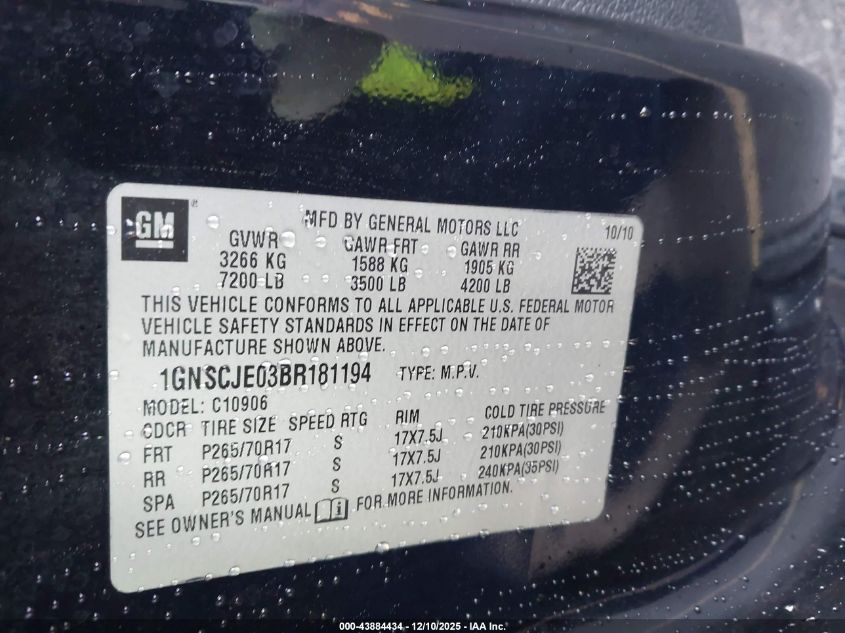 GM ®
MFD BY GENERAL MOTORS LLC 10/10
GVWR GAWR FRT GAWR RR
3266 KG 1588 KG 1905 KG
7200 LB 3500 LB 4200 LB
THIS VEHICLE CONFORMS TO ALL APPLICABLE U.S. FEDERAL MOTOR
VEHICLE SAFETY STANDARDS IN EFFECT ON THE DATE OF
MANUFACTURE SHOWN ABOVE.
1GNSCJE03BR181194 TYPE: M.P.V.
MODEL: C10906
CDCR TIRE SIZE SPEED RTG RIM COLD TIRE PRESSURE
FRT P265/70R17 S 17X7.5J 210KPA(30PSI)
RR P265/70R17 S 17X7.5J 210KPA(30PSI)
SPA P265/70R17 S 17X7.5J 240KPA(35PSI)
SEE OWNER'S MANUAL i FOR MORE INFORMATION.
000-43884434 - 12/10/2025 - IAA Inc.